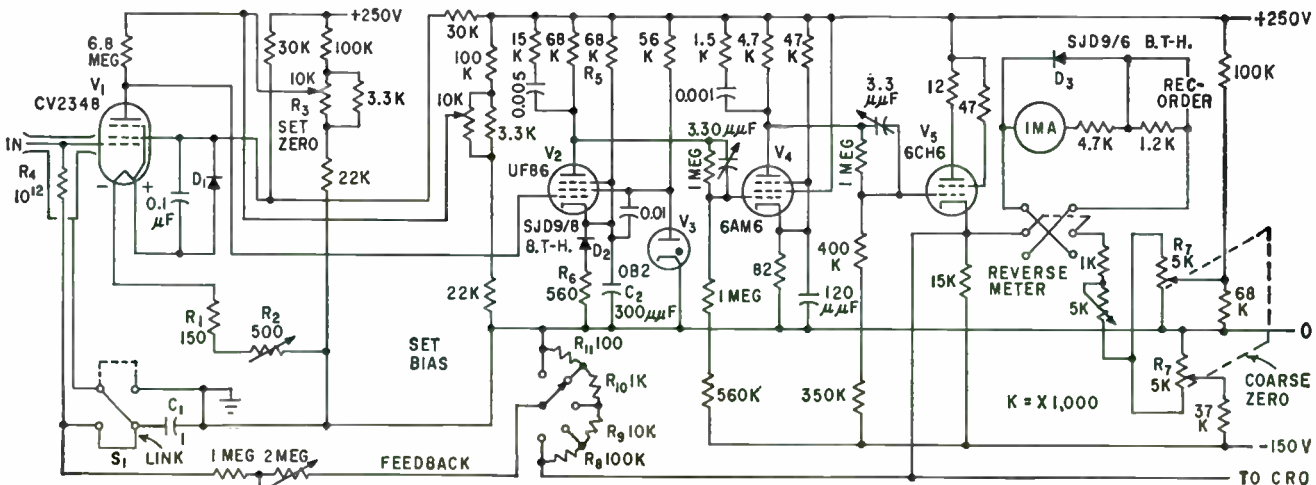 +250V
+250V
6.8 MEG
V1
CV2348
IN
R4
10¹²
0.1 μF
D1
30K
100K
10K
R3
SET ZERO
3.3K
22K
30K
100 K
10K
3.3K
22K
SET BIAS
R1
150
R2
500
C1
1
S1
LINK
1 MEG
2 MEG
FEEDBACK
15 K
68 K
68 K
R5
56 K
0.005
V2
UF86
SJD9/8
B.T-H.
D2
R6
560
0.01
V3
0B2
C2
300μμF
3.30μμF
1 MEG
1 MEG
560K
1.5 K
4.7 K
47 K
0.001
V4
6AM6
82
120 μμF
3.3 μμF
1 MEG
400 K
350K
V5
6CH6
12
47
15K
SJD9/6 B.T-H.
D3
REC-
ORDER
1MA
4.7K
1.2K
REVERSE METER
1K
5K
R7
5K
R7
5K
100K
68 K
37 K
COARSE ZERO
K = X 1,000
R11 100
R10 1K
R9 10K
R8 100K
0
-150V
TO CRO